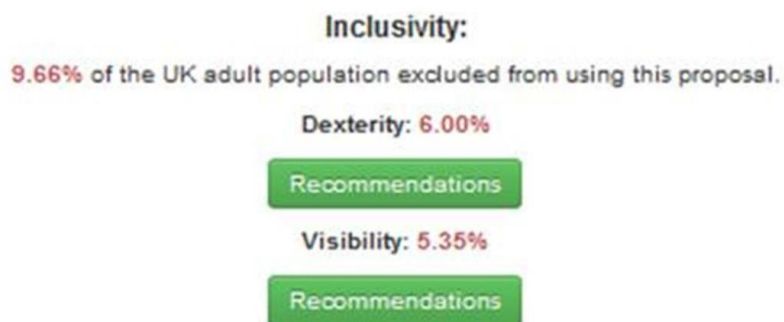 Inclusivity:
9.66% of the UK adult population excluded from using this proposal.
Dexterity: 6.00%
Recommendations
Visibility: 5.35%
Recommendations